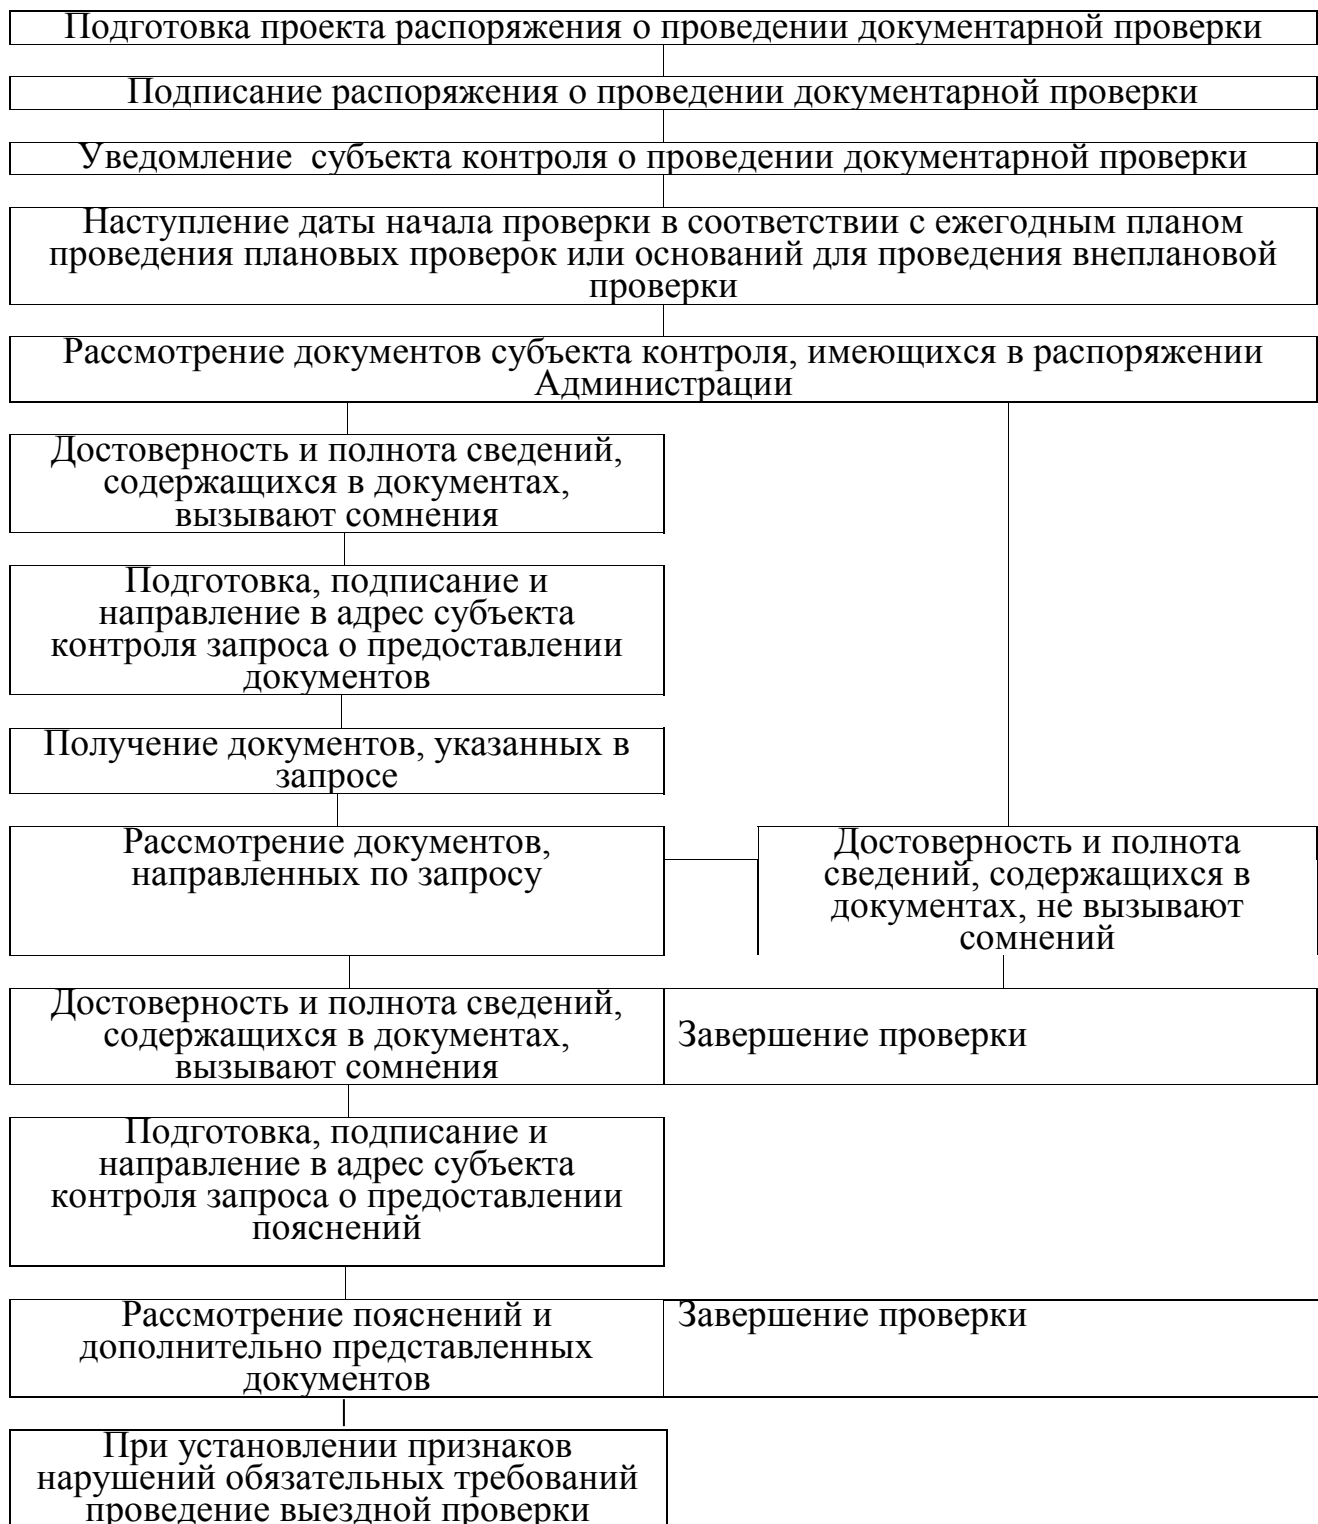 Подготовка проекта распоряжения о проведении документарной проверки
Подписание распоряжения о проведении документарной проверки
Уведомление  субъекта контроля о проведении документарной проверки
Наступление даты начала проверки в соответствии с ежегодным планом
проведения плановых проверок или оснований для проведения внеплановой
проверки
Рассмотрение документов субъекта контроля, имеющихся в распоряжении
Администрации
Достоверность и полнота сведений,
содержащихся в документах,
вызывают сомнения
Подготовка, подписание и
направление в адрес субъекта
контроля запроса о предоставлении
документов
Получение документов, указанных в
запросе
Рассмотрение документов,
направленных по запросу
Достоверность и полнота
сведений, содержащихся в
документах, не вызывают
сомнений
Достоверность и полнота сведений,
содержащихся в документах,
вызывают сомнения
Завершение проверки
Подготовка, подписание и
направление в адрес субъекта
контроля запроса о предоставлении
пояснений
Рассмотрение пояснений и
дополнительно представленных
документов
Завершение проверки
При установлении признаков
нарушений обязательных требований
проведение выездной проверки